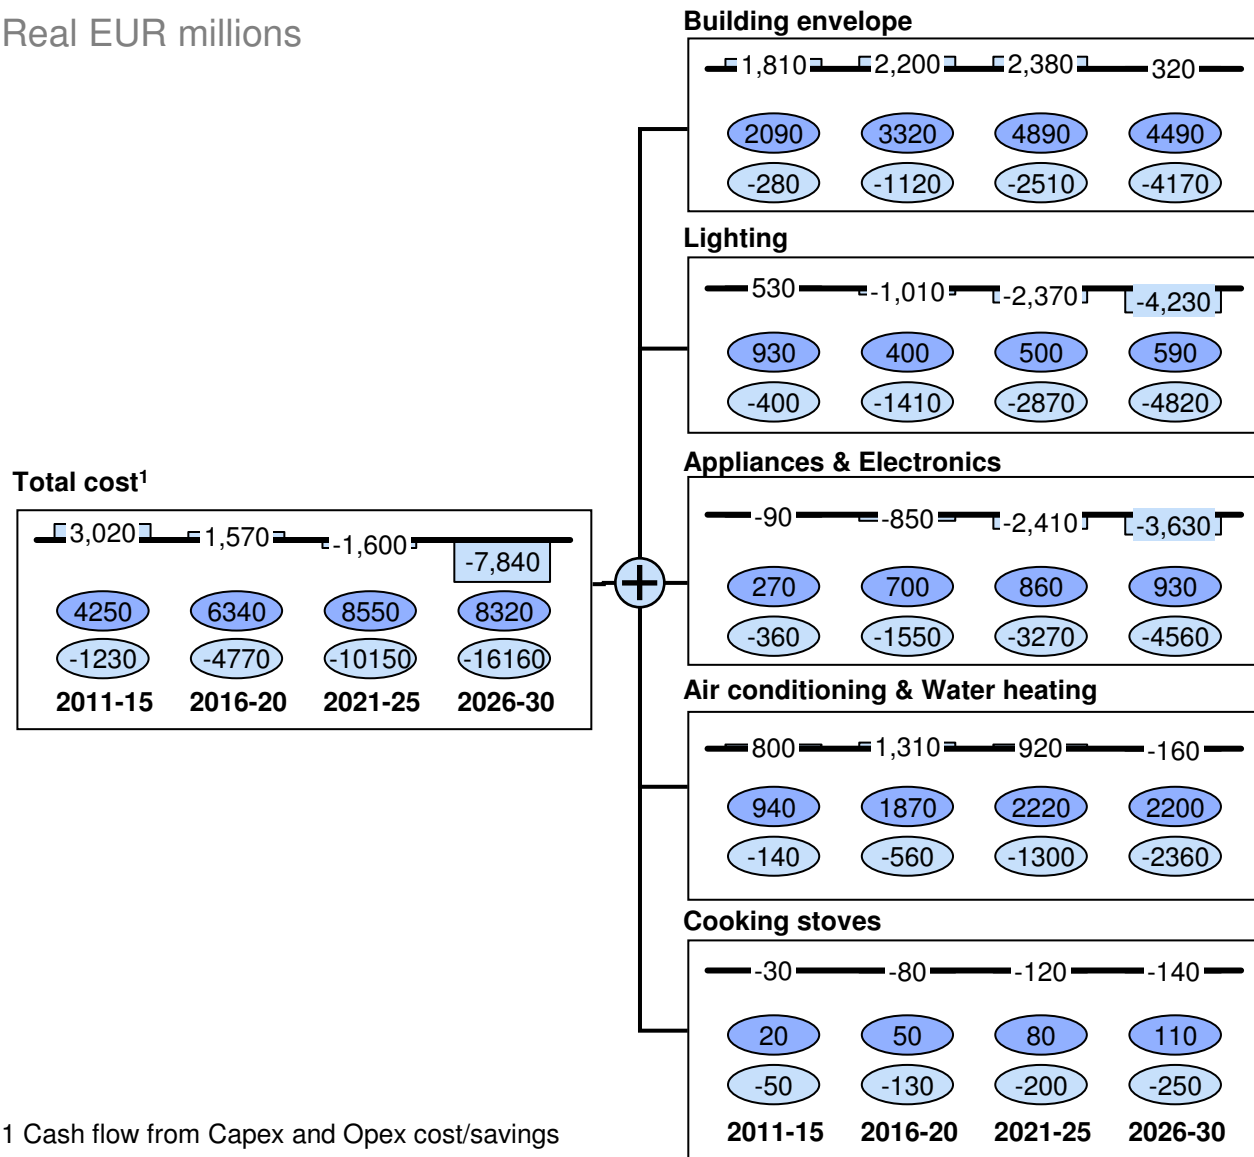 Real EUR millions
Building envelope
1,810 2,200 2,380 320
2090 3320 4890 4490
-280 -1120 -2510 -4170
Lighting
530 -1,010 -2,370 -4,230
930 400 500 590
-400 -1410 -2870 -4820
Total cost1
3,020 1,570 -1,600 -7,840
4250 6340 8550 8320
-1230 -4770 -10150 -16160
2011-15 2016-20 2021-25 2026-30
+
Appliances & Electronics
-90 -850 -2,410 -3,630
270 700 860 930
-360 -1550 -3270 -4560
Air conditioning & Water heating
800 1,310 920 -160
940 1870 2220 2200
-140 -560 -1300 -2360
Cooking stoves
-30 -80 -120 -140
20 50 80 110
-50 -130 -200 -250
2011-15 2016-20 2021-25 2026-30
1 Cash flow from Capex and Opex cost/savings